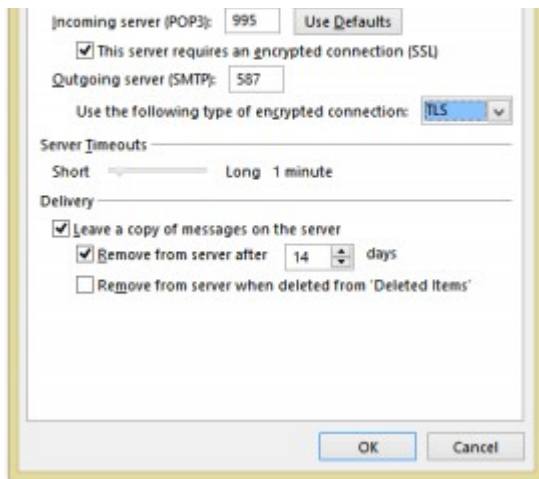 Incoming server (POP3): 995 Use Defaults
This server requires an encrypted connection (SSL)
Outgoing server (SMTP): 587
Use the following type of encrypted connection: TLS
Server Timeouts
Short Long 1 minute
Delivery
Leave a copy of messages on the server
Remove from server after 14 days
Remove from server when deleted from 'Deleted Items'
OK Cancel